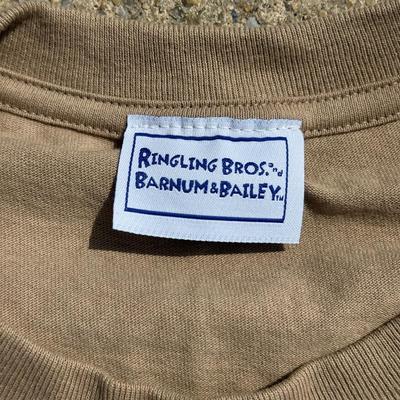 RINGLING BROS. and
BARNUM & BAILEY TM